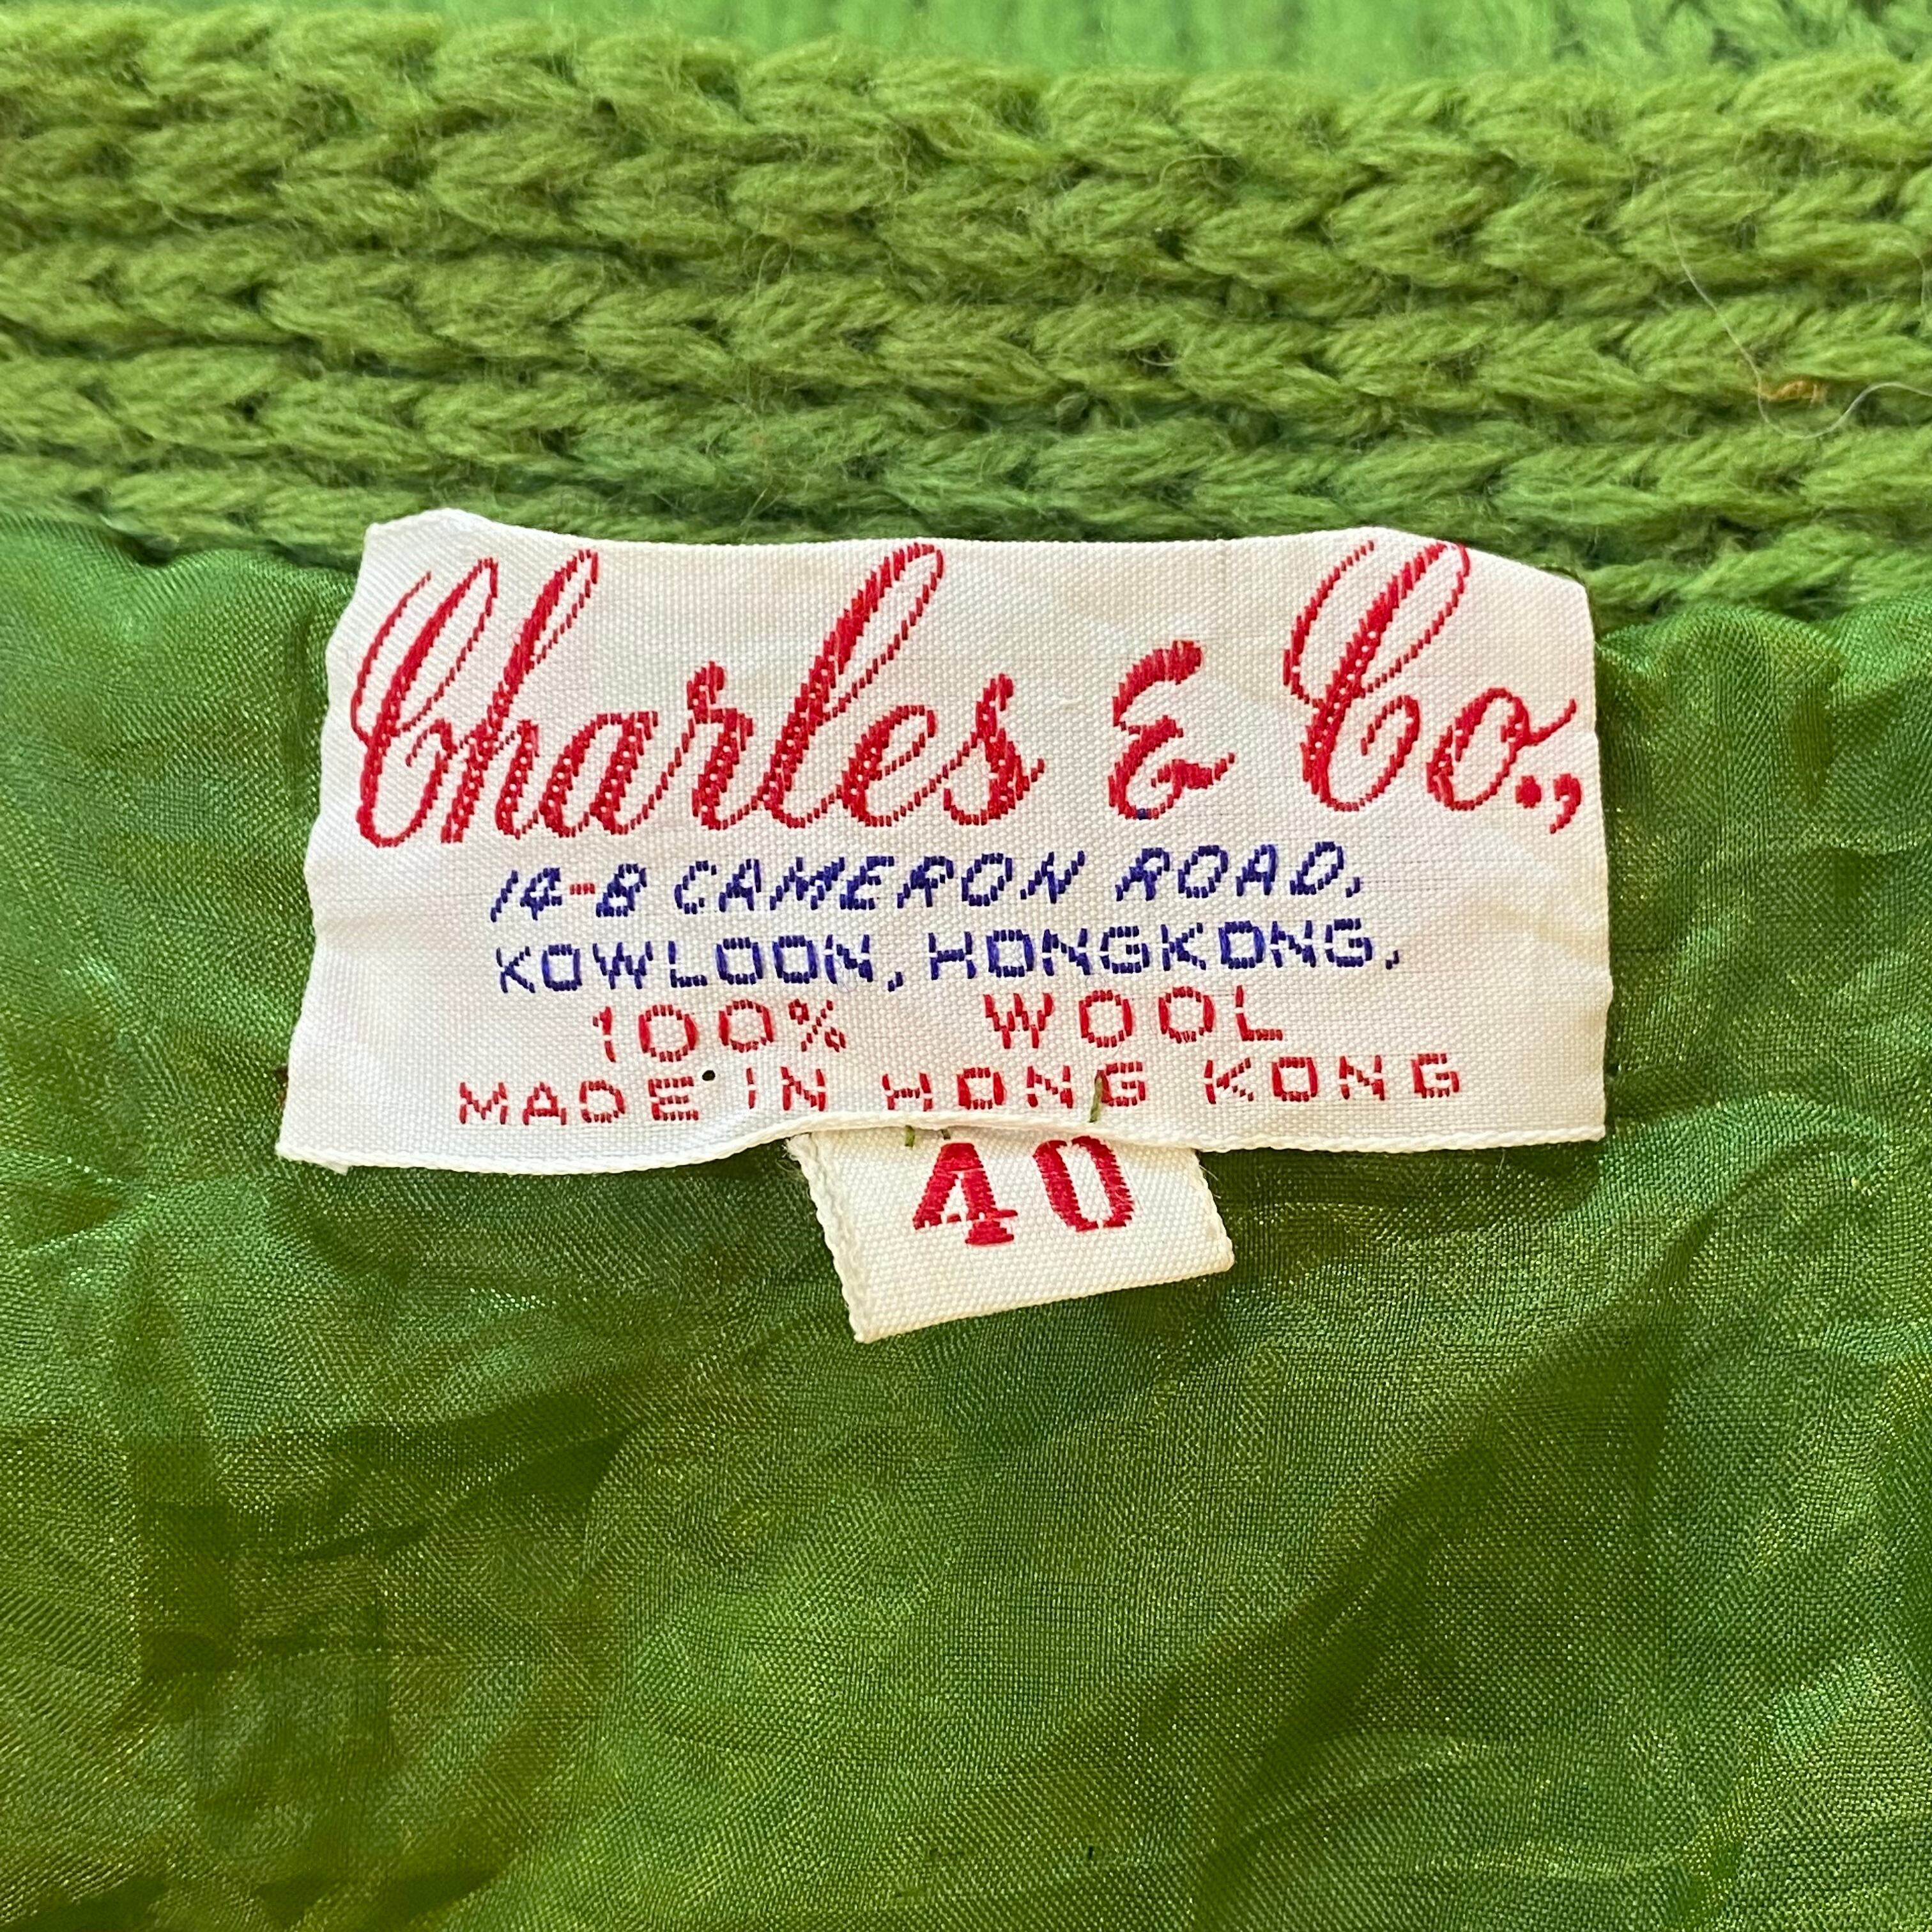 Charles & Co.,
14-B CAMERON ROAD,
KOWLOON, HONGKONG,
100% WOOL
MADE IN HONG KONG
40